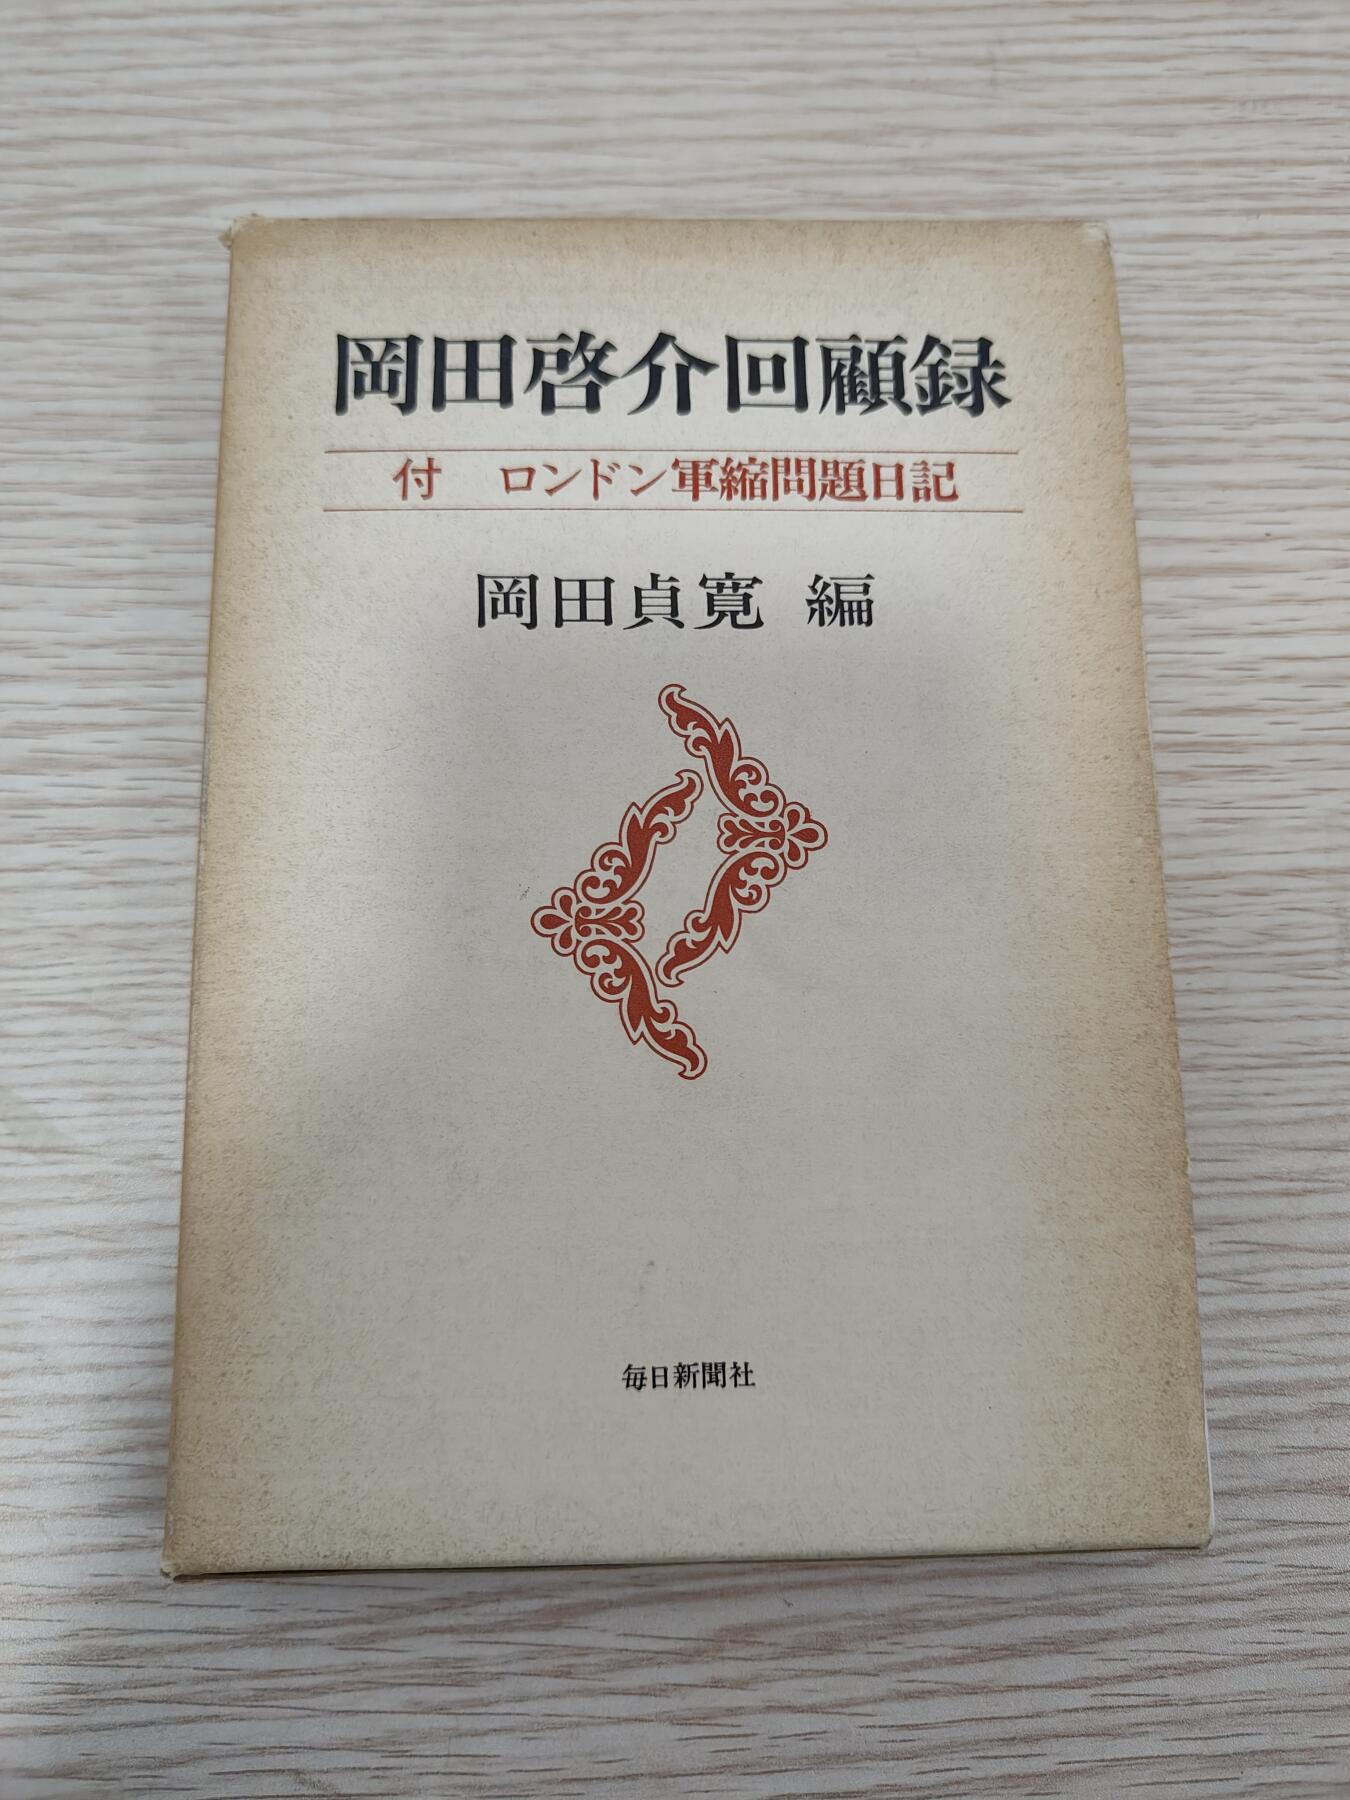 岡田啓介回顧録
付　ロンドン軍縮問題日記
岡田貞寛 編
毎日新聞社